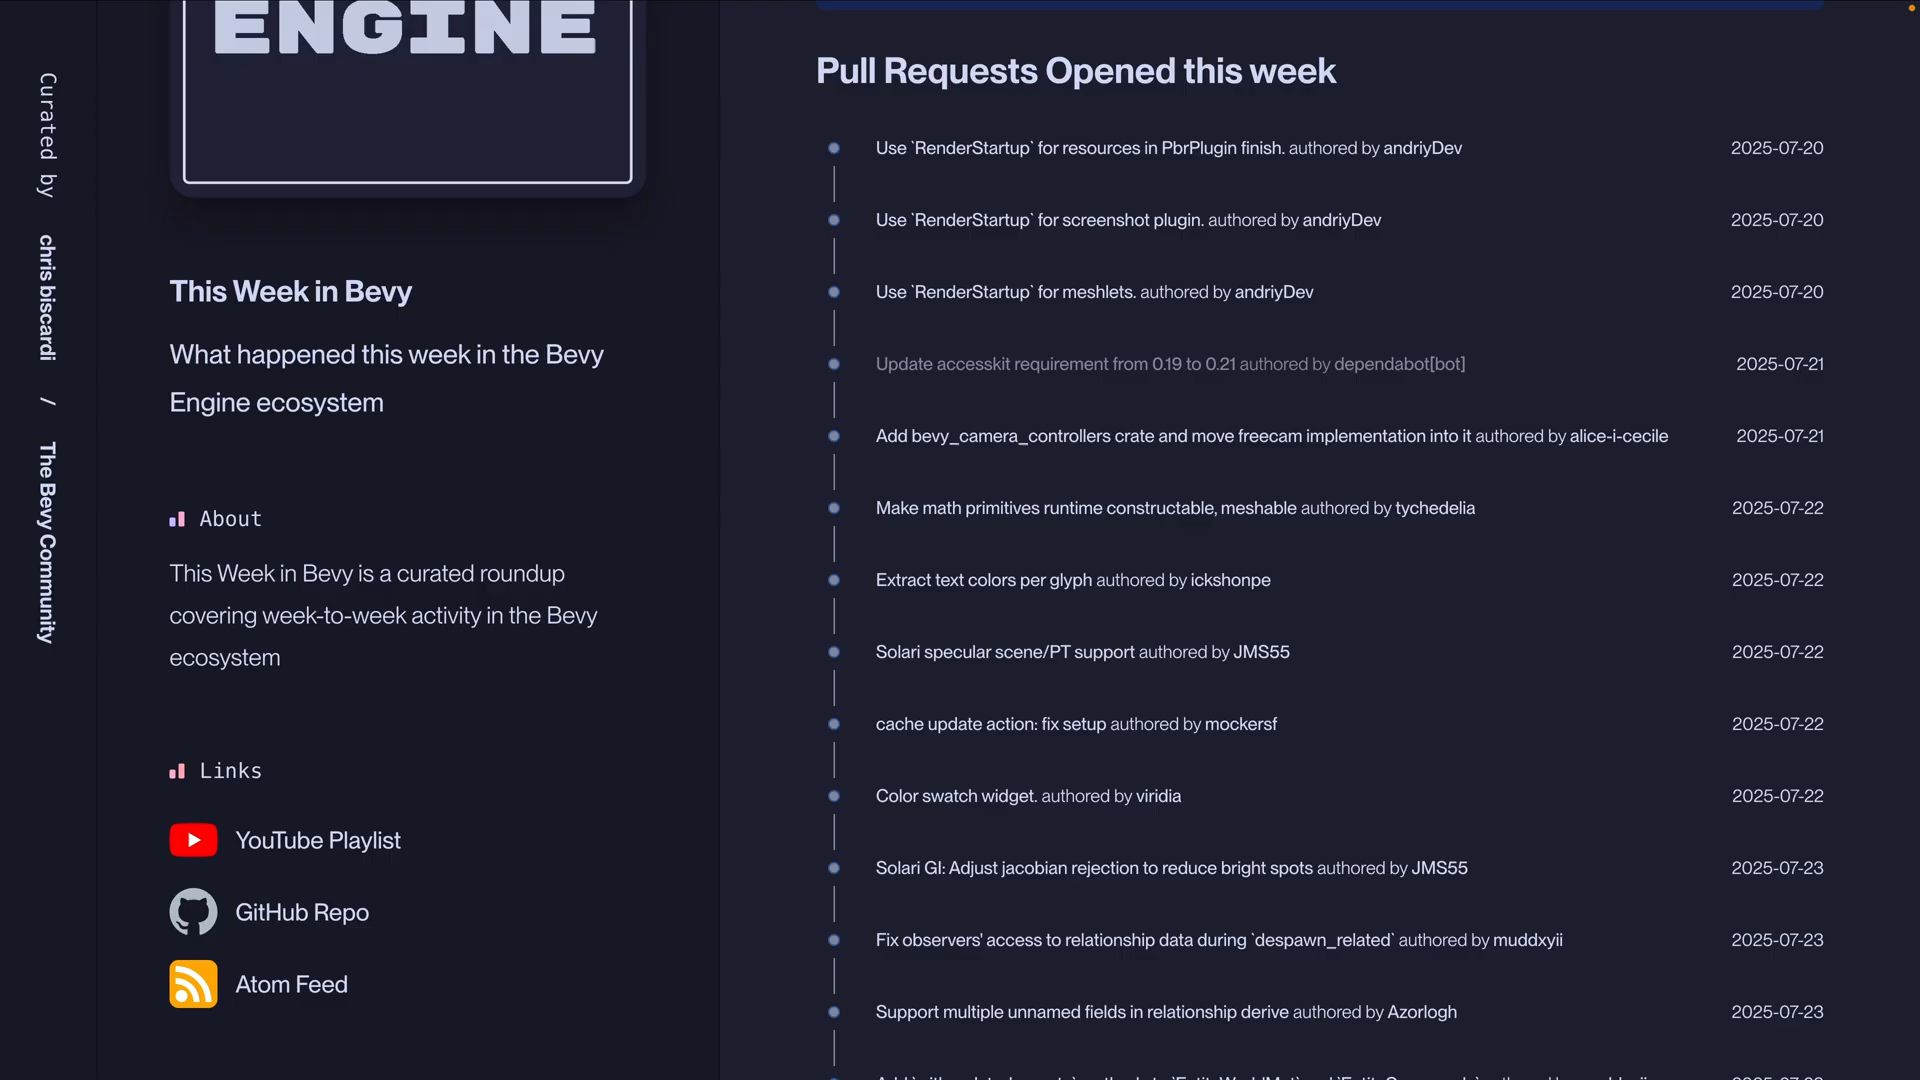 Curated by chris biscardi / The Bevy Community
ENGINE
This Week in Bevy
What happened this week in the Bevy
Engine ecosystem
About
This Week in Bevy is a curated roundup
covering week-to-week activity in the Bevy
ecosystem
Links
YouTube Playlist
GitHub Repo
Atom Feed
Pull Requests Opened this week
Use `RenderStartup` for resources in PbrPlugin finish. authored by andriyDev 2025-07-20
Use `RenderStartup` for screenshot plugin. authored by andriyDev 2025-07-20
Use `RenderStartup` for meshlets. authored by andriyDev 2025-07-20
Update accesskit requirement from 0.19 to 0.21 authored by dependabot[bot] 2025-07-21
Add bevy_camera_controllers crate and move freecam implementation into it authored by alice-i-cecile 2025-07-21
Make math primitives runtime constructable, meshable authored by tychedelia 2025-07-22
Extract text colors per glyph authored by ickshonpe 2025-07-22
Solari specular scene/PT support authored by JMS55 2025-07-22
cache update action: fix setup authored by mockersf 2025-07-22
Color swatch widget. authored by viridia 2025-07-22
Solari GI: Adjust jacobian rejection to reduce bright spots authored by JMS55 2025-07-23
Fix observers' access to relationship data during `despawn_related` authored by muddxyii 2025-07-23
Support multiple unnamed fields in relationship derive authored by Azorlogh 2025-07-23